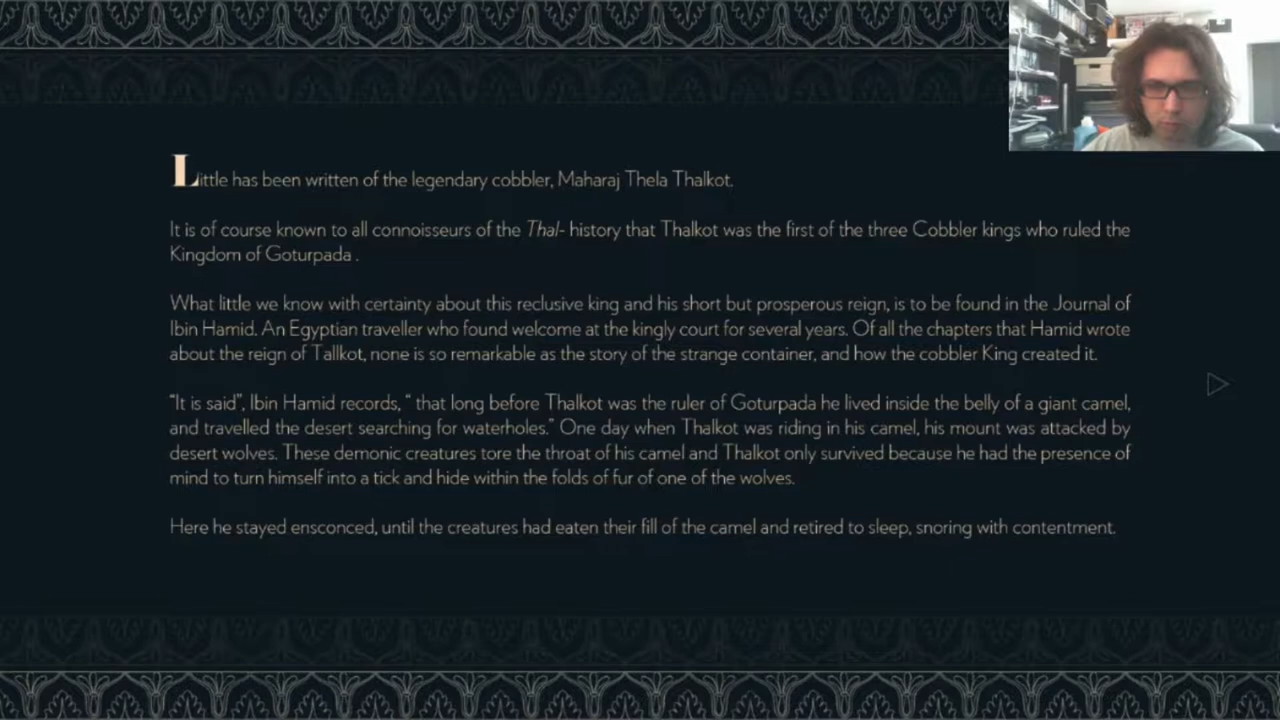 Little has been written of the legendary cobbler, Maharaj Thela Thalkot.
It is of course known to all connoisseurs of the Thal- history that Thalkot was the first of the three Cobbler kings who ruled the
Kingdom of Goturpada .
What little we know with certainty about this reclusive king and his short but prosperous reign, is to be found in the Journal of
Ibin Hamid. An Egyptian traveller who found welcome at the kingly court for several years. Of all the chapters that Hamid wrote
about the reign of Tallkot, none is so remarkable as the story of the strange container, and how the cobbler King created it.
“It is said”, Ibin Hamid records, “ that long before Thalkot was the ruler of Goturpada he lived inside the belly of a giant camel,
and travelled the desert searching for waterholes.” One day when Thalkot was riding in his camel, his mount was attacked by
desert wolves. These demonic creatures tore the throat of his camel and Thalkot only survived because he had the presence of
mind to turn himself into a tick and hide within the folds of fur of one of the wolves.
Here he stayed ensconced, until the creatures had eaten their fill of the camel and retired to sleep, snoring with contentment.